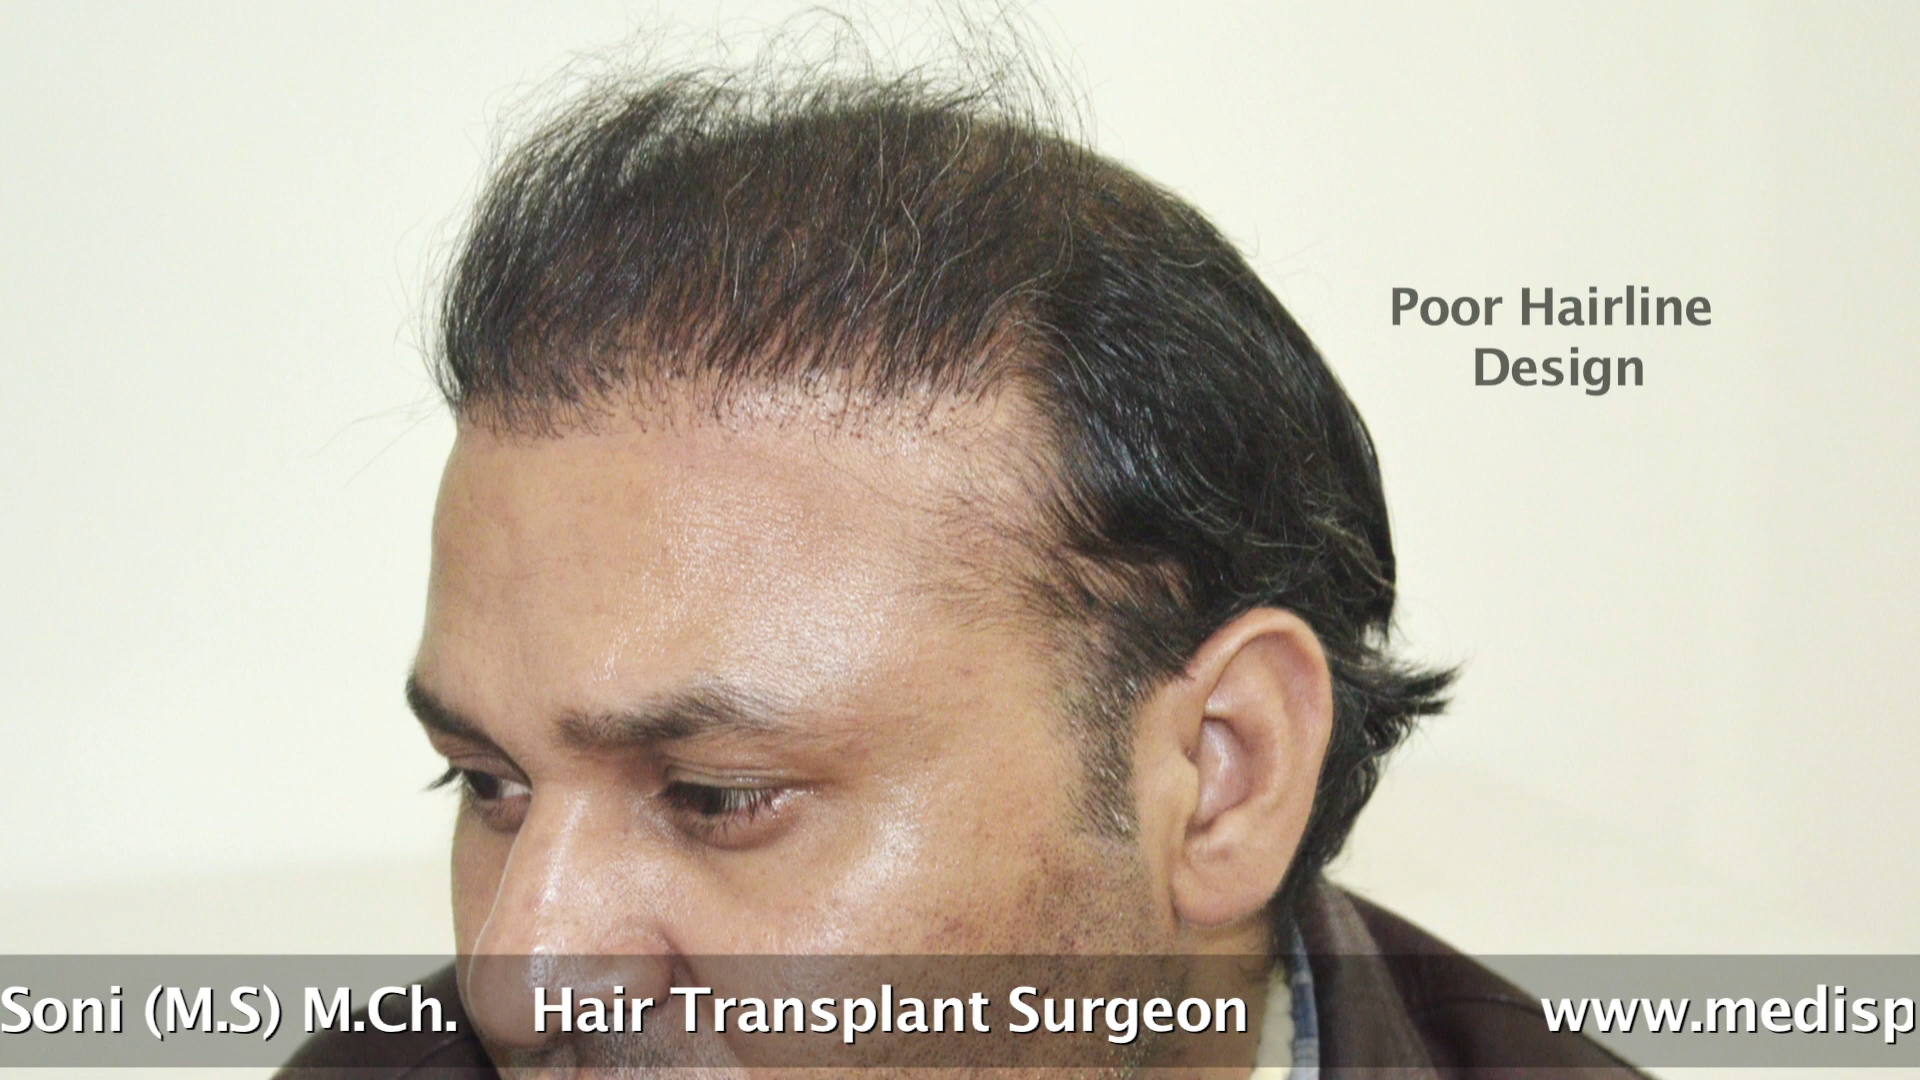 Poor Hairline
Design
Soni (M.S) M.Ch. Hair Transplant Surgeon www.medisp